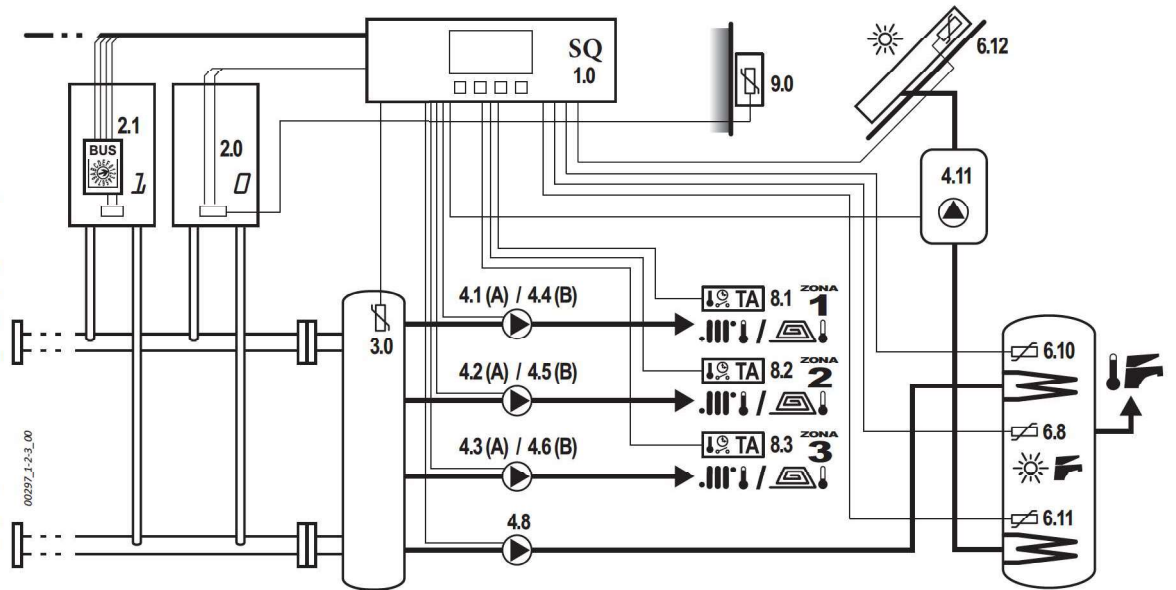 SQ
1.0
6.12
9.0
2.1
BUS
1
2.0
0
4.11
4.1 (A) / 4.4 (B)
TA 8.1 ZONA 1
3.0
/
6.10
4.2 (A) / 4.5 (B)
TA 8.2 ZONA 2
/
6.8
4.3 (A) / 4.6 (B)
TA 8.3 ZONA 3
/
6.11
4.8
00297_1-2-3_00